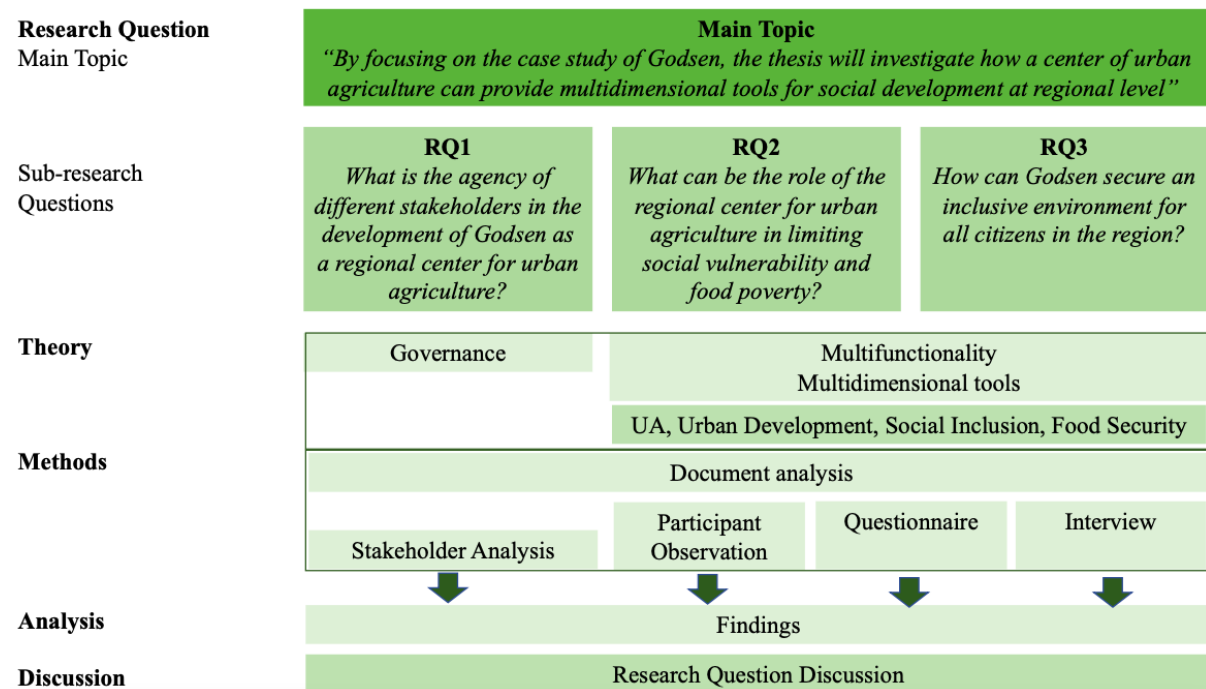 Research Question
Main Topic
Main Topic
“By focusing on the case study of Godsen, the thesis will investigate how a center of urban
agriculture can provide multidimensional tools for social development at regional level”
Sub-research
Questions
RQ1
What is the agency of
different stakeholders in the
development of Godsen as
a regional center for urban
agriculture?
RQ2
What can be the role of the
regional center for urban
agriculture in limiting
social vulnerability and
food poverty?
RQ3
How can Godsen secure an
inclusive environment for
all citizens in the region?
Theory
Governance
Multifunctionality
Multidimensional tools
UA, Urban Development, Social Inclusion, Food Security
Methods
Document analysis
Stakeholder Analysis
Participant
Observation
Questionnaire
Interview
Analysis
Findings
Discussion
Research Question Discussion